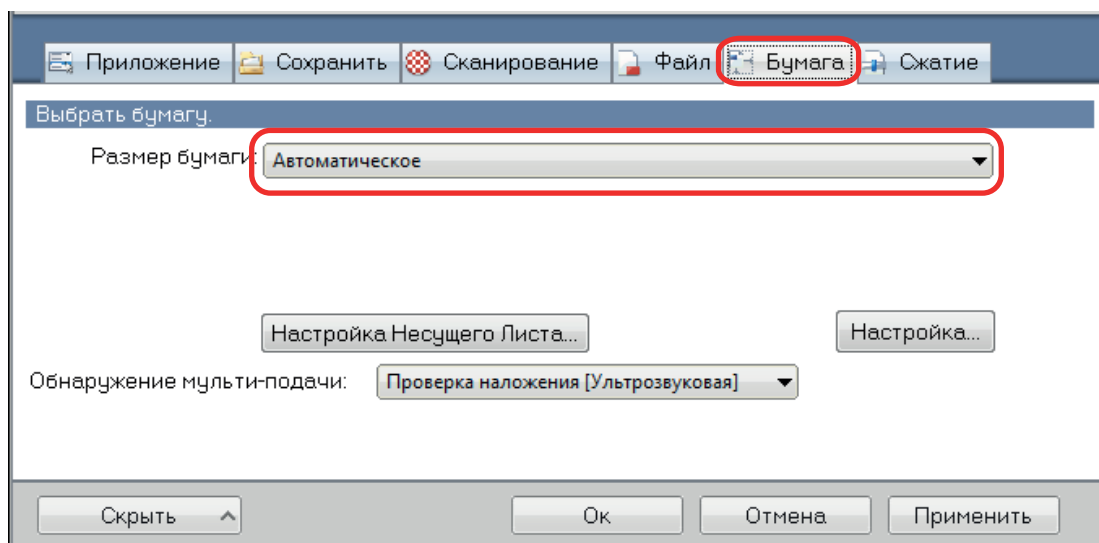 Приложение Сохранить Сканирование Файл Бумага Сжатие
Выбрать бумагу.
Размер бумаги: Автоматическое
Настройка Несущего Листа... Настройка...
Обнаружение мульти-подачи: Проверка наложения [Ультрозвуковая]
Скрыть Ок Отмена Применить